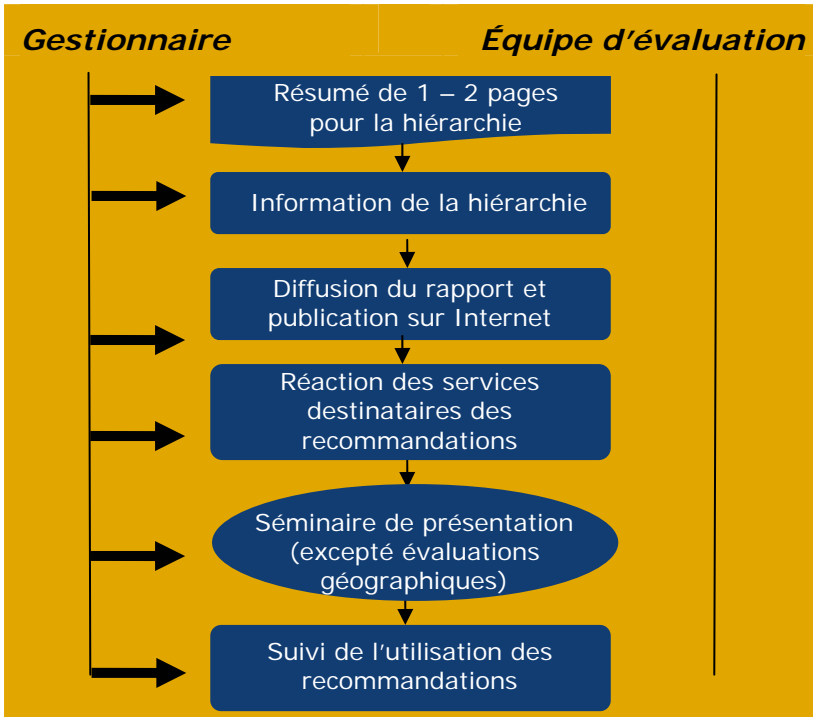 Gestionnaire
Équipe d'évaluation
Résumé de 1 – 2 pages
pour la hiérarchie
Information de la hiérarchie
Diffusion du rapport et
publication sur Internet
Réaction des services
destinataires des
recommandations
Séminaire de présentation
(excepté évaluations
géographiques)
Suivi de l'utilisation des
recommandations